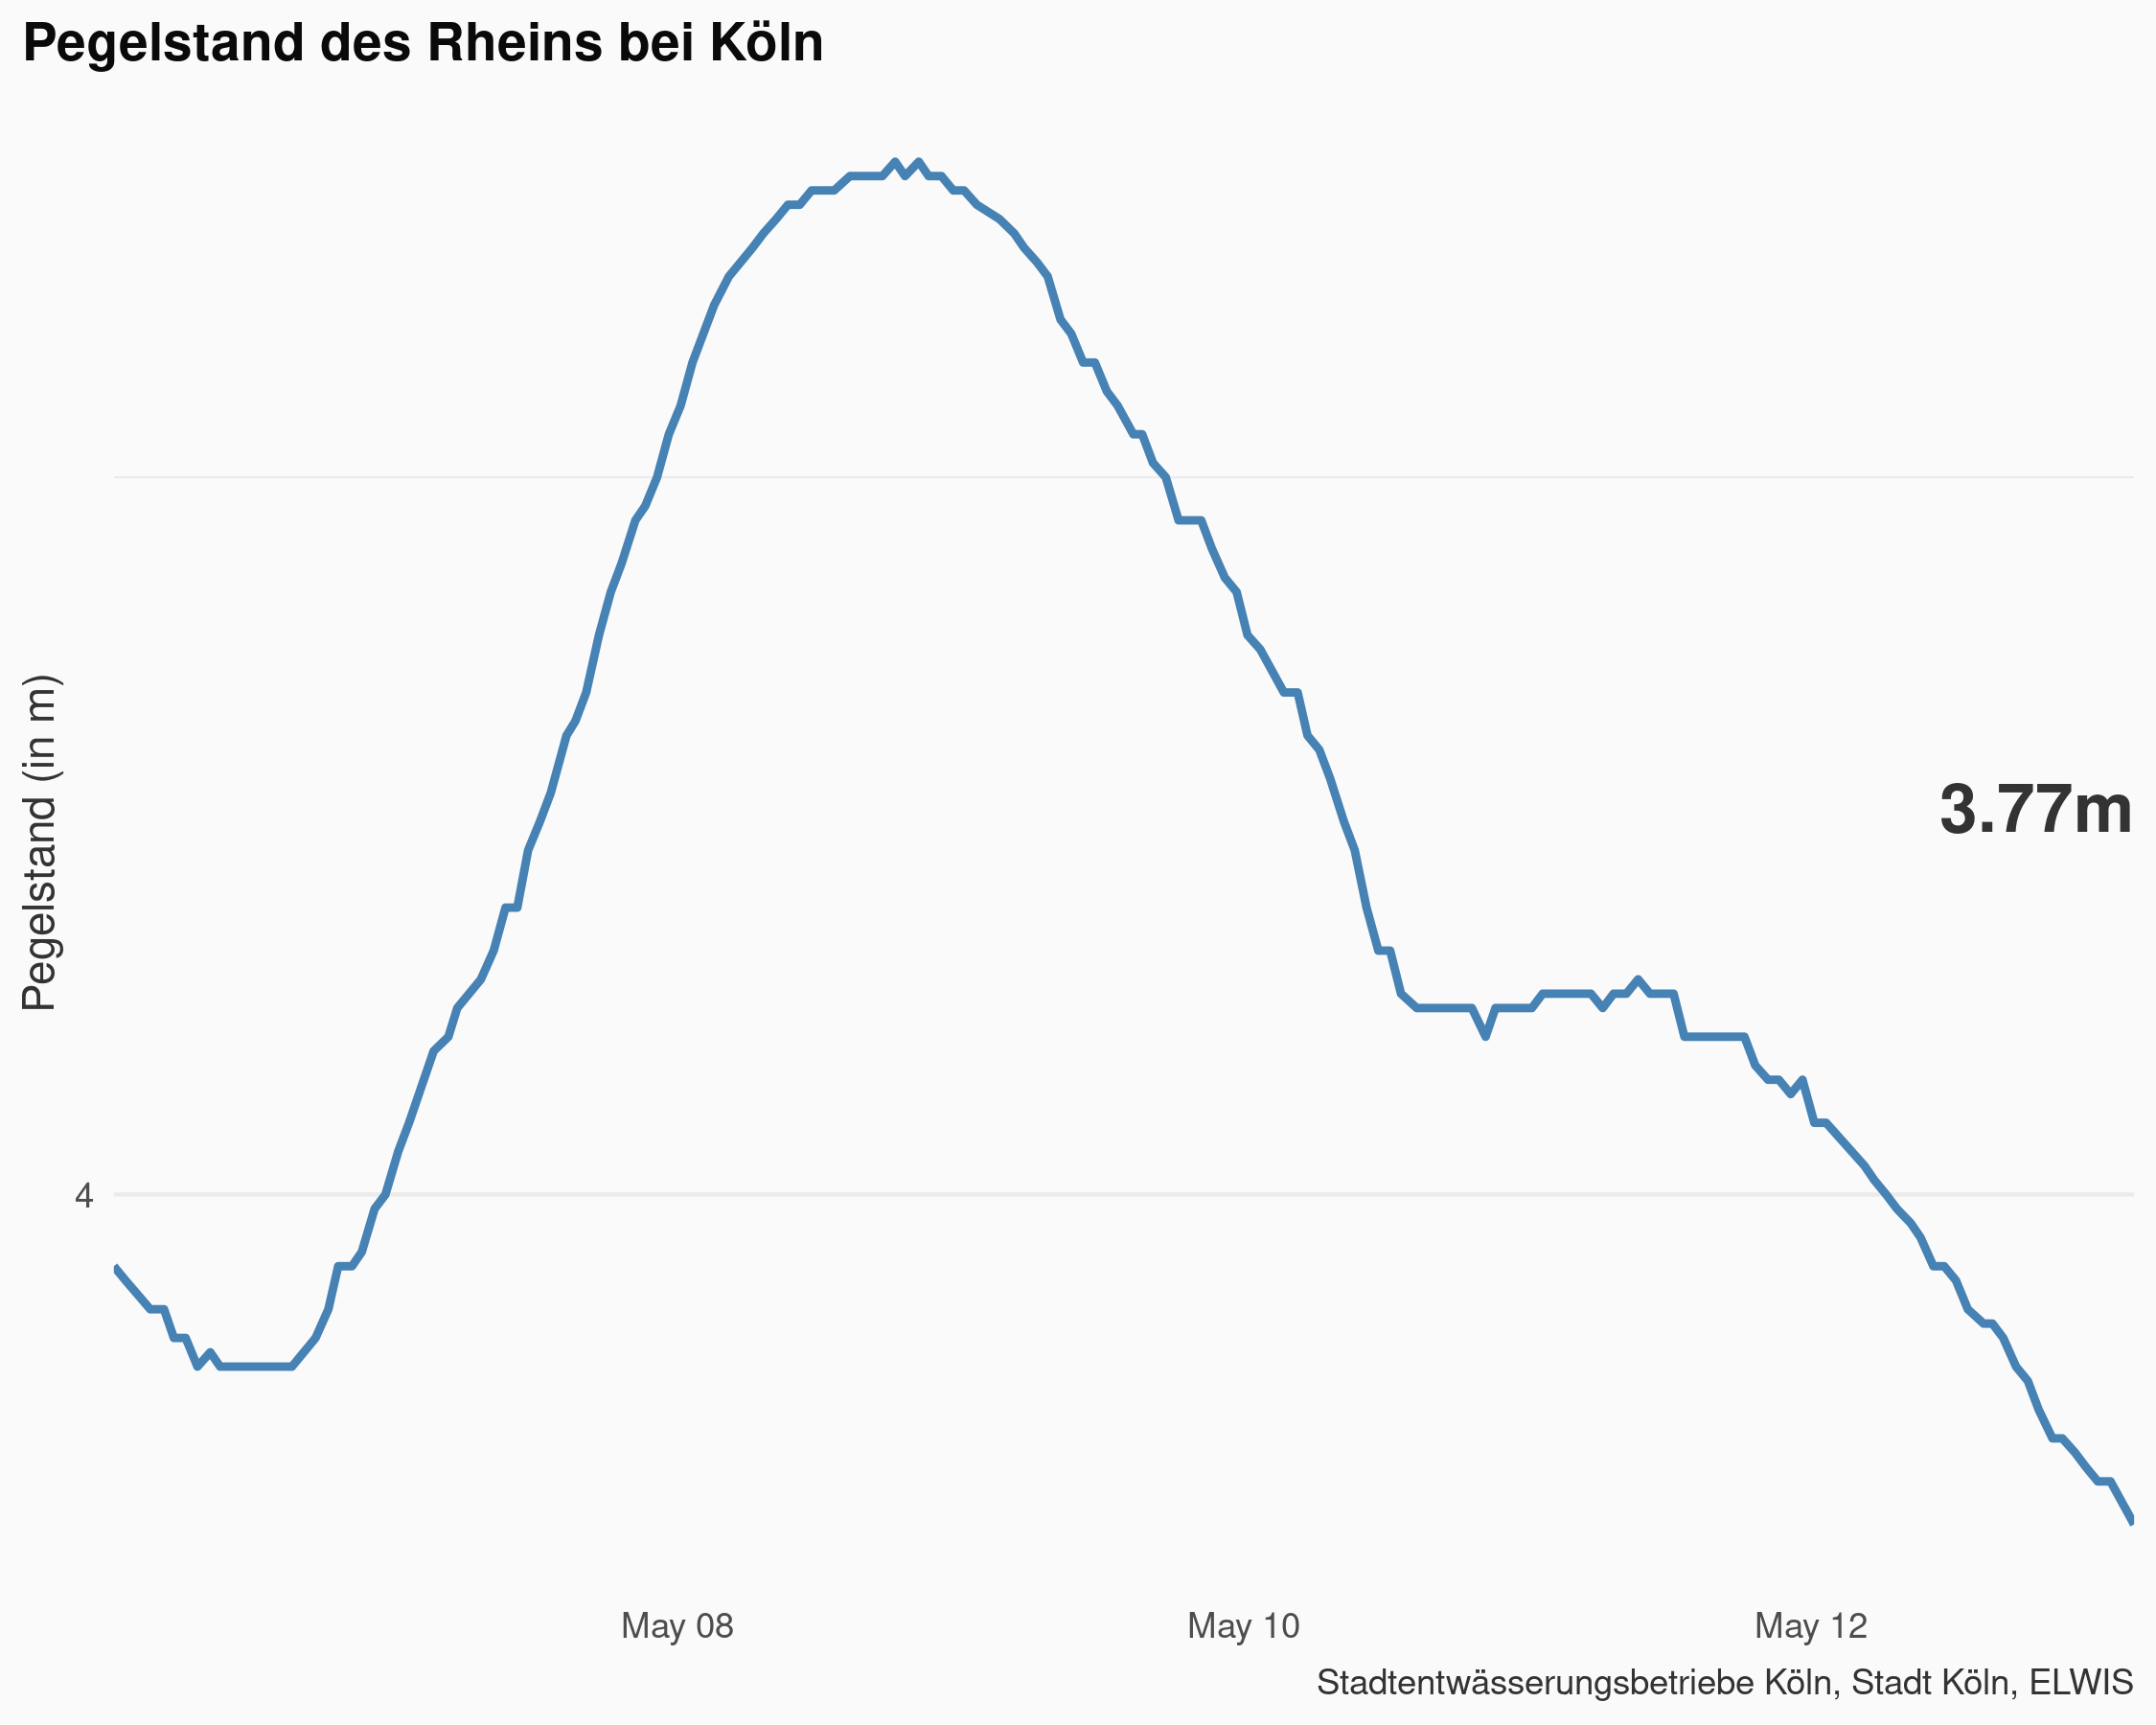 Pegelstand des Rheins bei Köln
Pegelstand (in m)
3.77m
4
May 08
May 10
May 12
Stadtentwässerungsbetriebe Köln, Stadt Köln, ELWIS